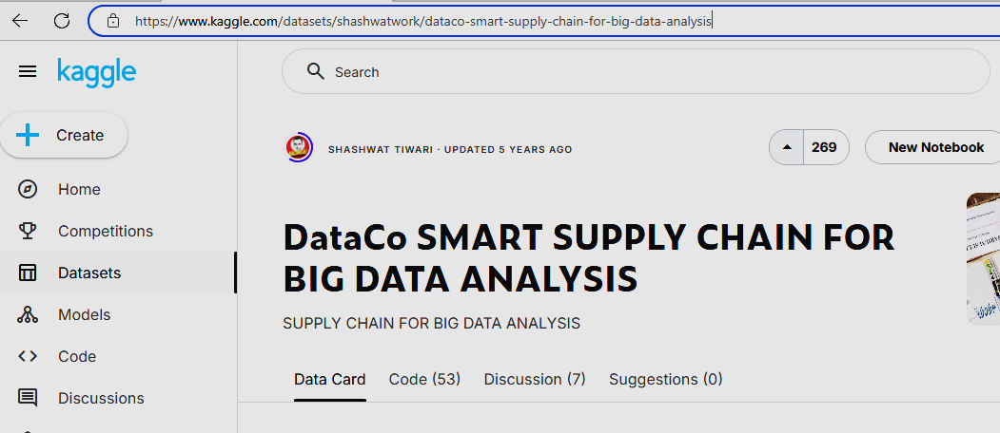 https://www.kaggle.com/datasets/shashwatwork/dataco-smart-supply-chain-for-big-data-analysis
kaggle
Search
Create
SHASHWAT TIWARI · UPDATED 5 YEARS AGO
269
New Notebook
Home
Competitions
Datasets
Models
Code
Discussions
DataCo SMART SUPPLY CHAIN FOR
BIG DATA ANALYSIS
SUPPLY CHAIN FOR BIG DATA ANALYSIS
Data Card
Code (53)
Discussion (7)
Suggestions (0)